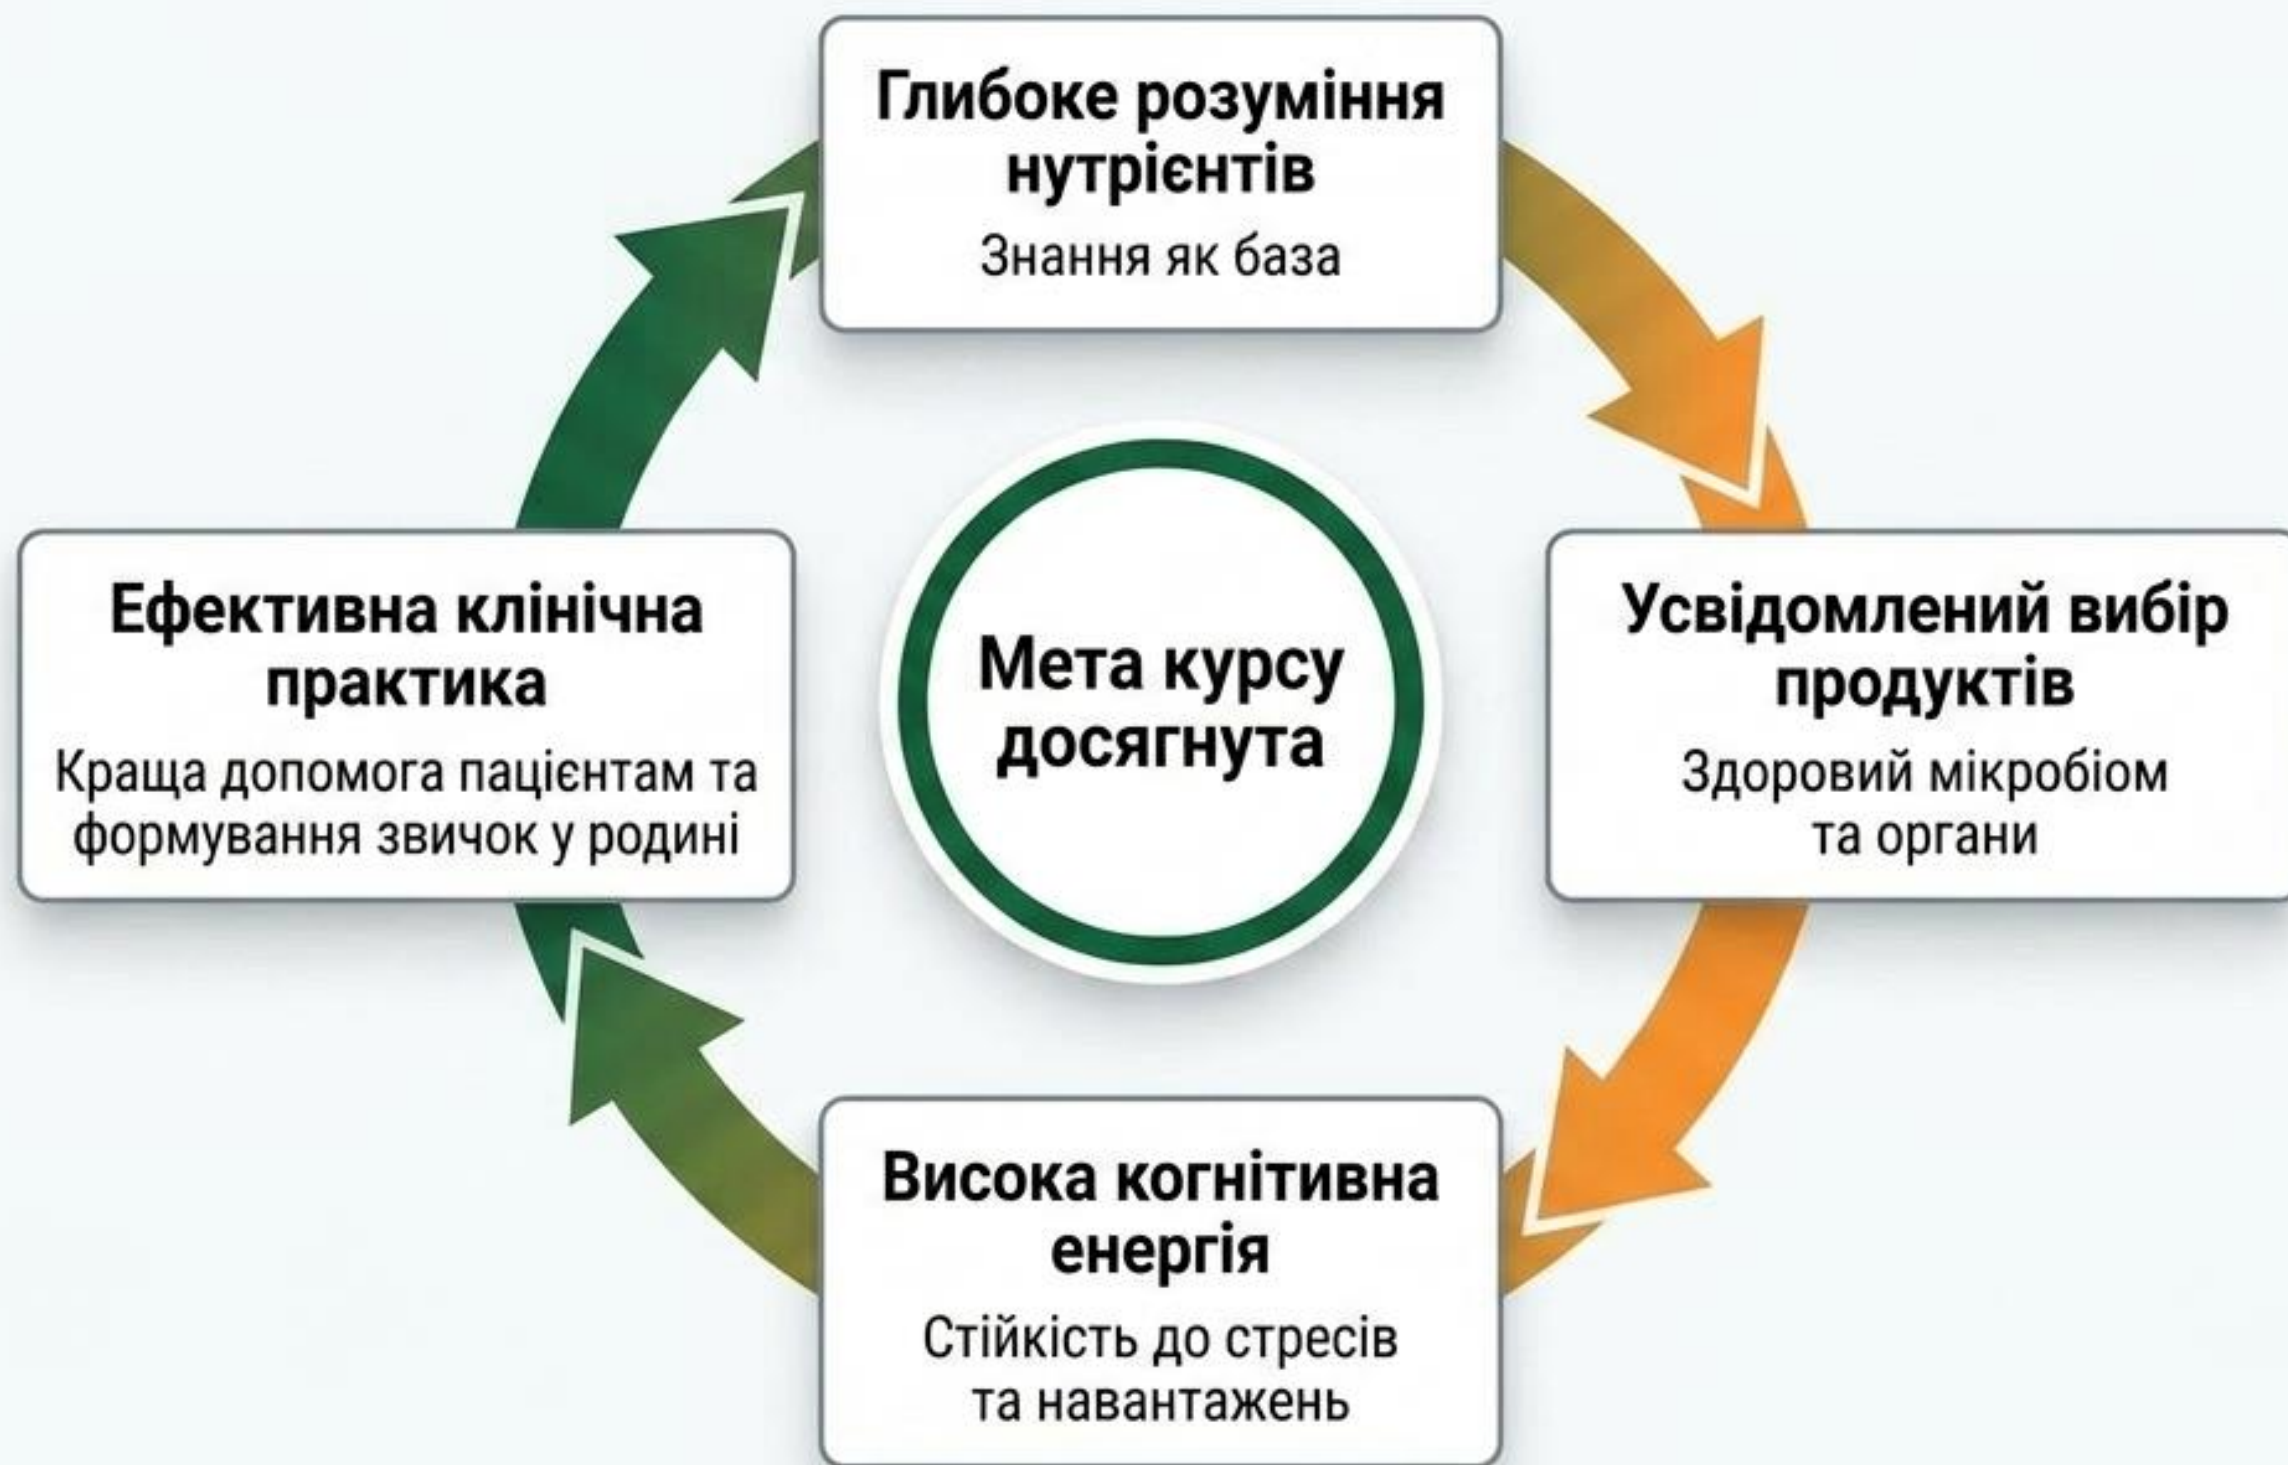 Глибоке розуміння
нутрієнтів
Знання як база
Усвідомлений вибір
продуктів
Здоровий мікробіом
та органи
Висока когнітивна
енергія
Стійкість до стресів
та навантажень
Ефективна клінічна
практика
Краща допомога пацієнтам та
формування звичок у родині
Мета курсу
досягнута